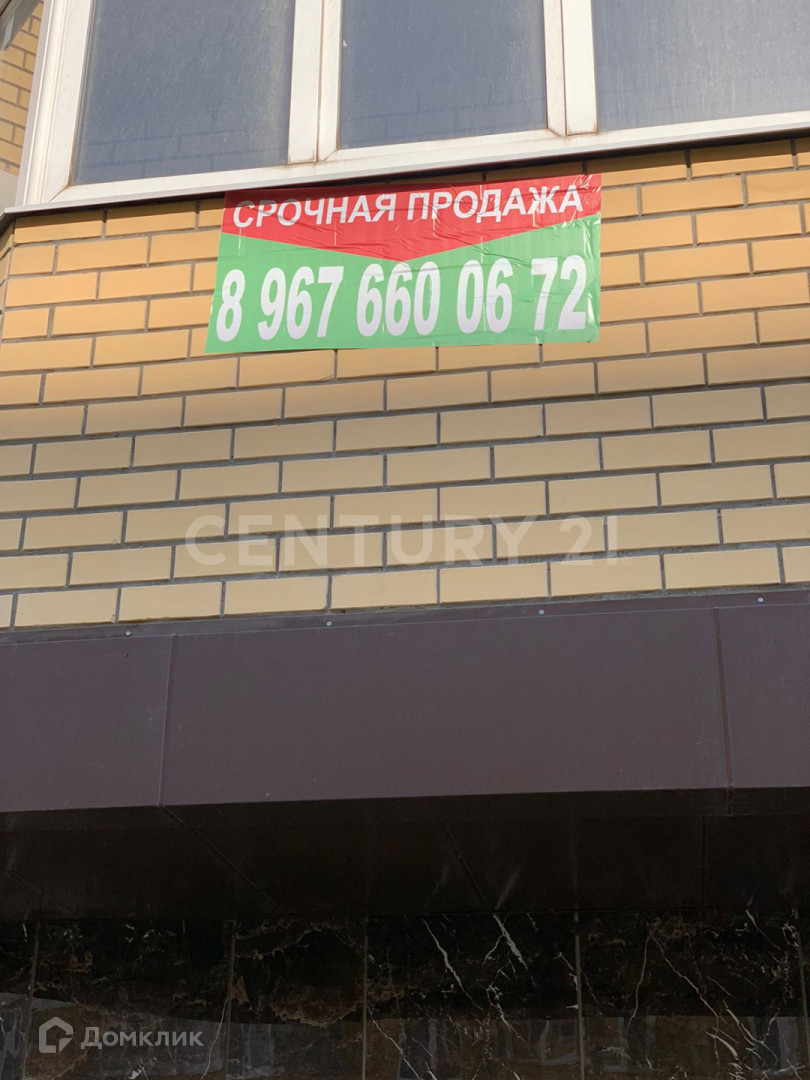 СРОЧНАЯ ПРОДАЖА
8 967 660 06 72
CENTURY 21
Домклик